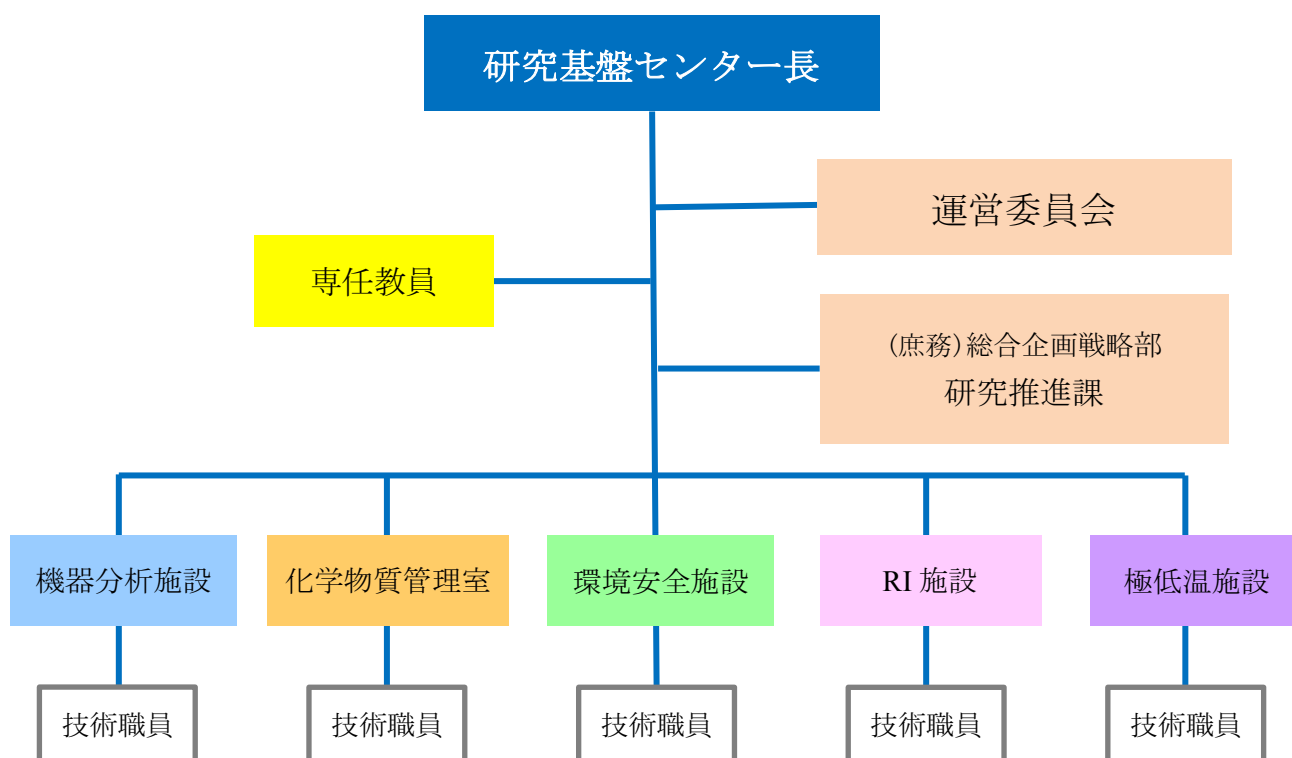 研究基盤センター長
運営委員会
専任教員
(庶務)総合企画戦略部
研究推進課
機器分析施設
化学物質管理室
環境安全施設
RI 施設
極低温施設
技術職員
技術職員
技術職員
技術職員
技術職員